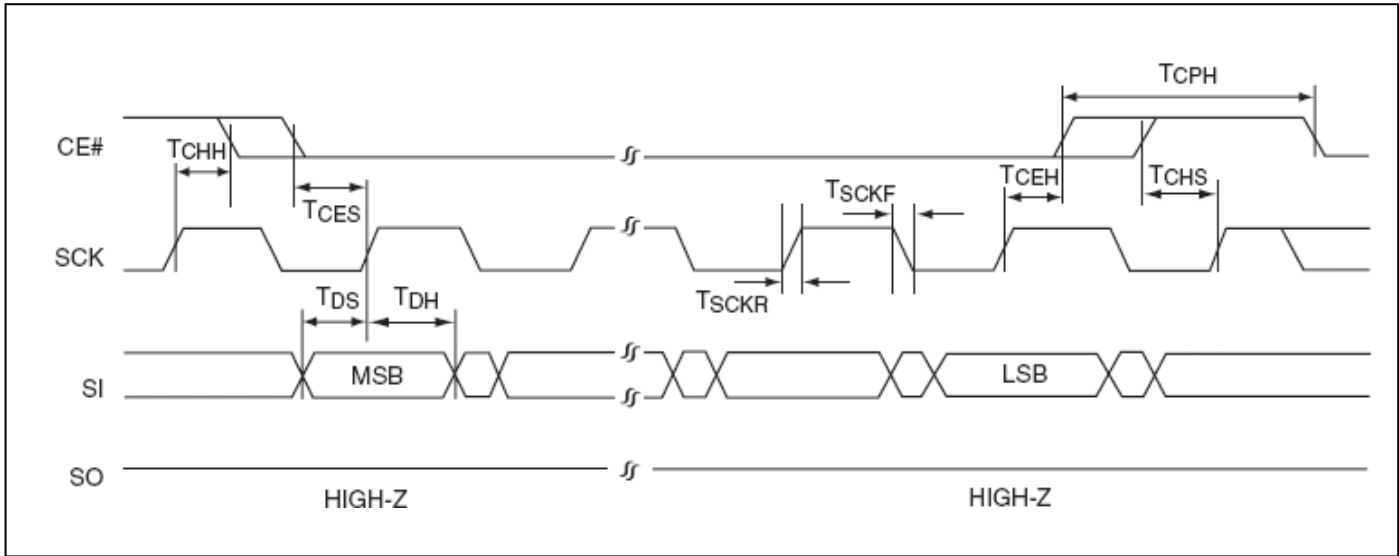 TCPH
CE#
TCHH
TCEH
TCHS
TSCKF
TCES
SCK
TSCKR
TDS
TDH
SI
MSB
LSB
SO
HIGH-Z
HIGH-Z